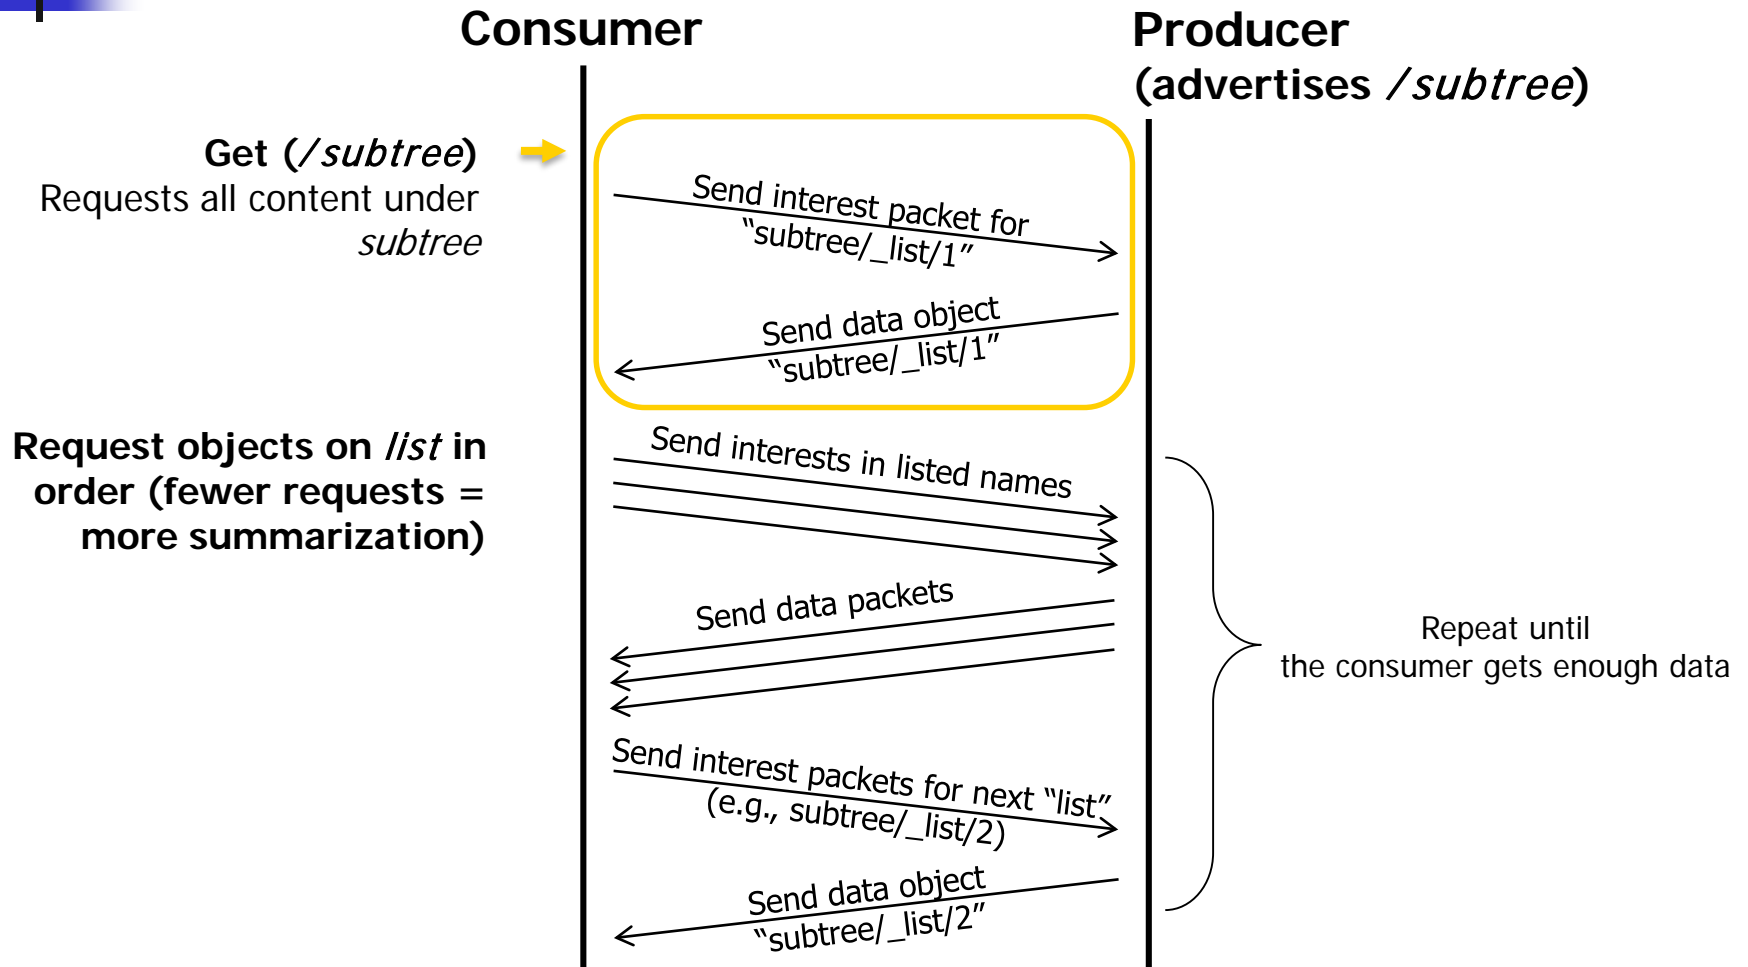 Consumer
Producer
(advertises /subtree)
Get (/subtree)
Requests all content under
subtree
Send interest packet for
“subtree/_list/1”
Send data object
“subtree/_list/1”
Request objects on list in
order (fewer requests =
more summarization)
Send interests in listed names
Send data packets
Repeat until
the consumer gets enough data
Send interest packets for next “list”
(e.g., subtree/_list/2)
Send data object
“subtree/_list/2”